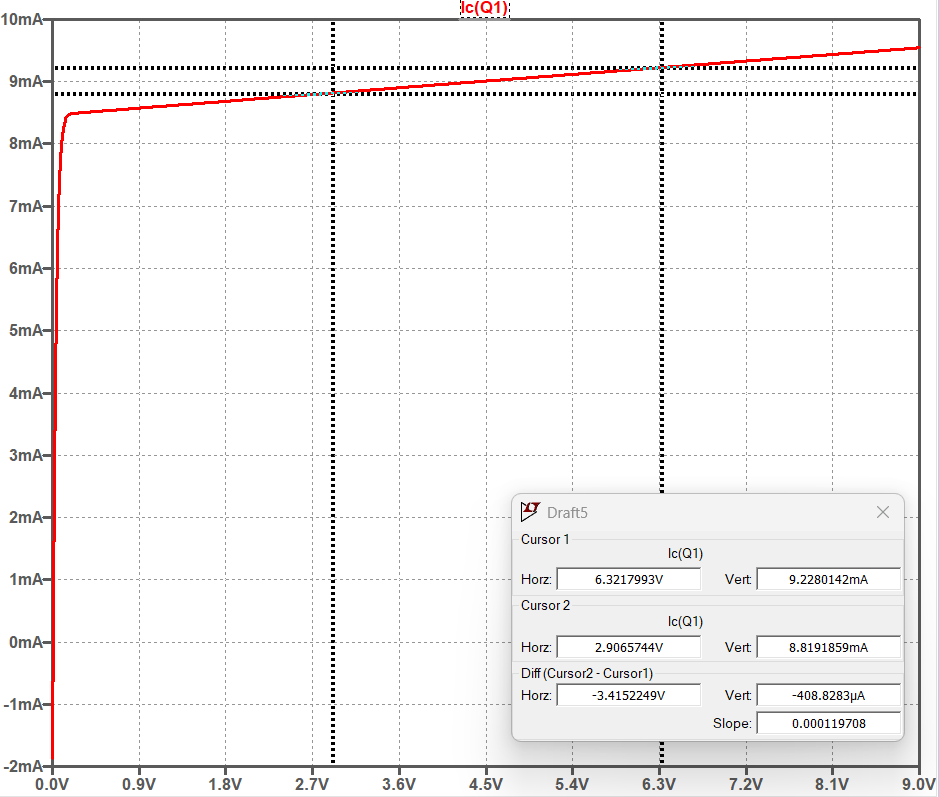 Ic(Q1)
10mA
9mA
8mA
7mA
6mA
5mA
4mA
3mA
2mA
1mA
0mA
-1mA
-2mA
0.0V 0.9V 1.8V 2.7V 3.6V 4.5V 5.4V 6.3V 7.2V 8.1V 9.0V
Draft5
Cursor 1
Ic(Q1)
Horz: 6.3217993V Vert: 9.2280142mA
Cursor 2
Ic(Q1)
Horz: 2.9065744V Vert: 8.8191859mA
Diff (Cursor2 - Cursor1)
Horz: -3.4152249V Vert: -408.8283µA
Slope: 0.000119708